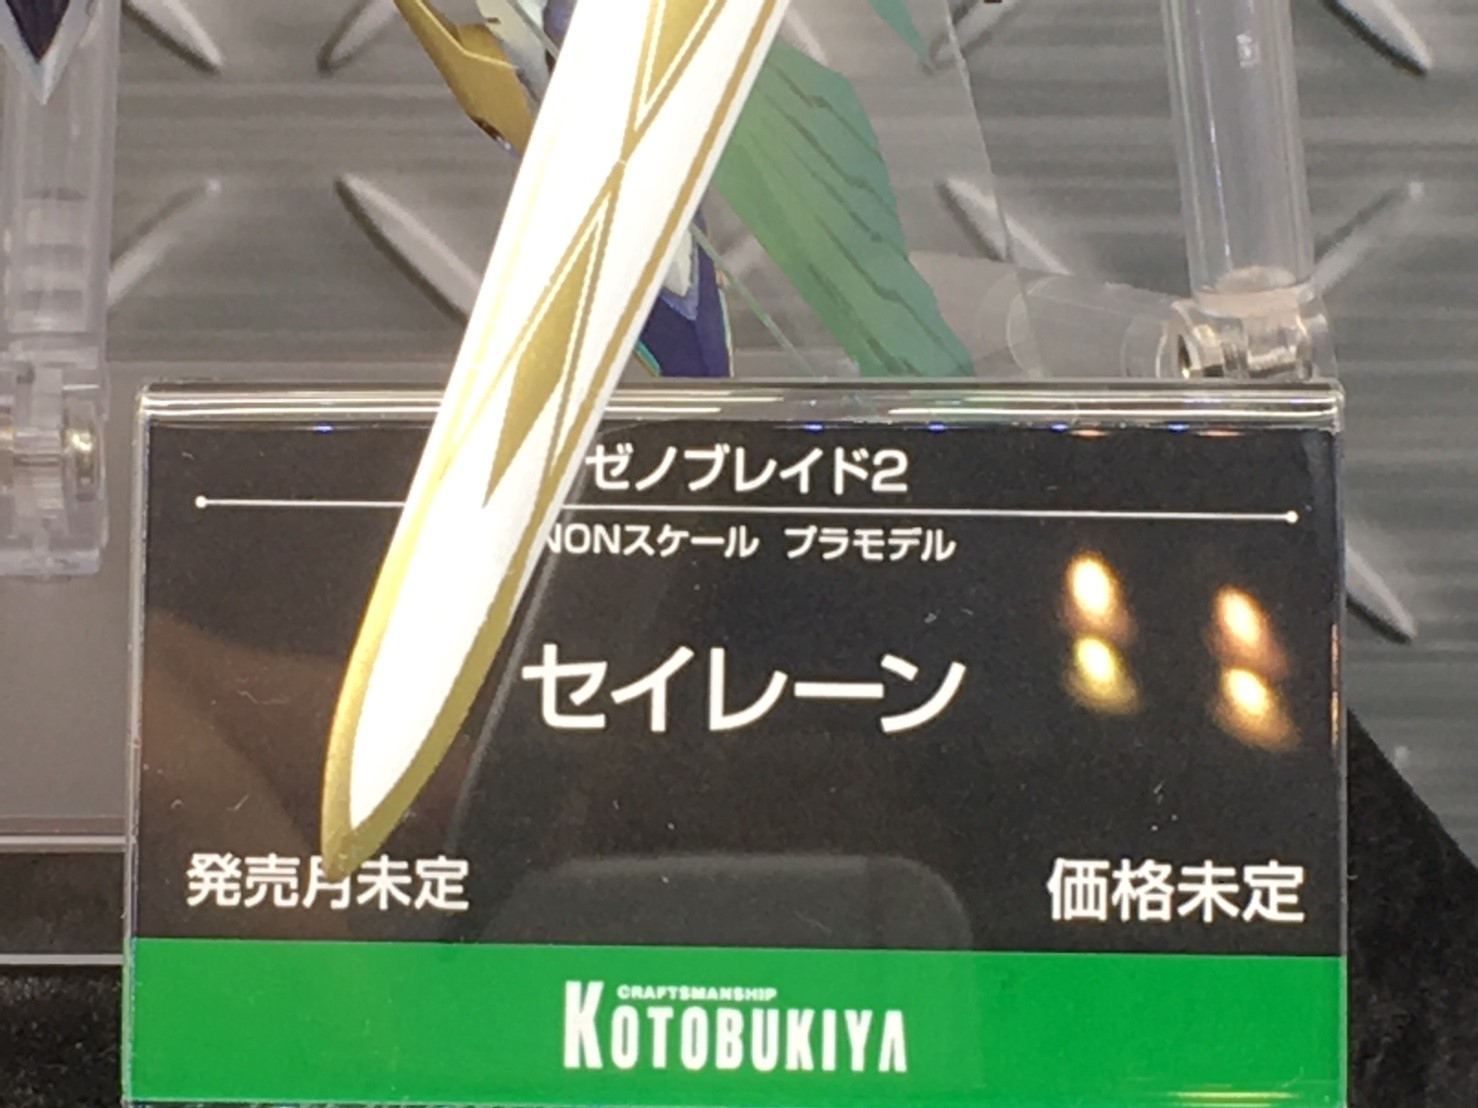 ゼノブレイド2
NONスケール プラモデル
セイレーン
発売月未定
価格未定
CRAFTSMANSHIP
KOTOBUKIYA